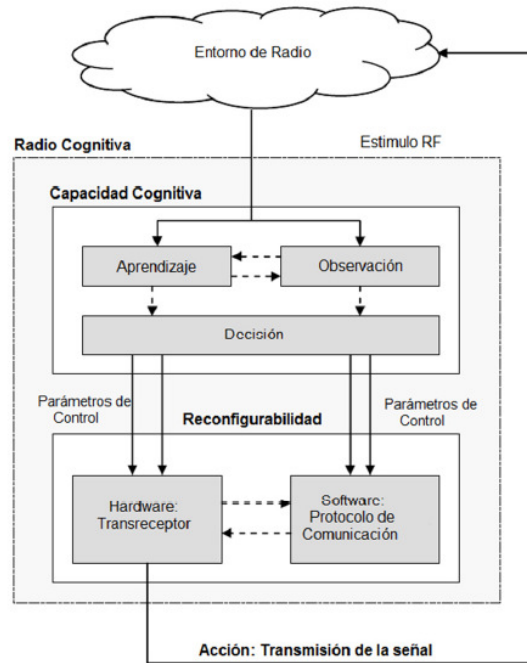 Entorno de Radio
Radio Cognitiva
Estimulo RF
Capacidad Cognitiva
Aprendizaje
Observación
Decisión
Parámetros de
Control
Parámetros de
Control
Reconfigurabilidad
Hardware:
Transreceptor
Software:
Protocolo de
Comunicación
Acción: Transmisión de la señal